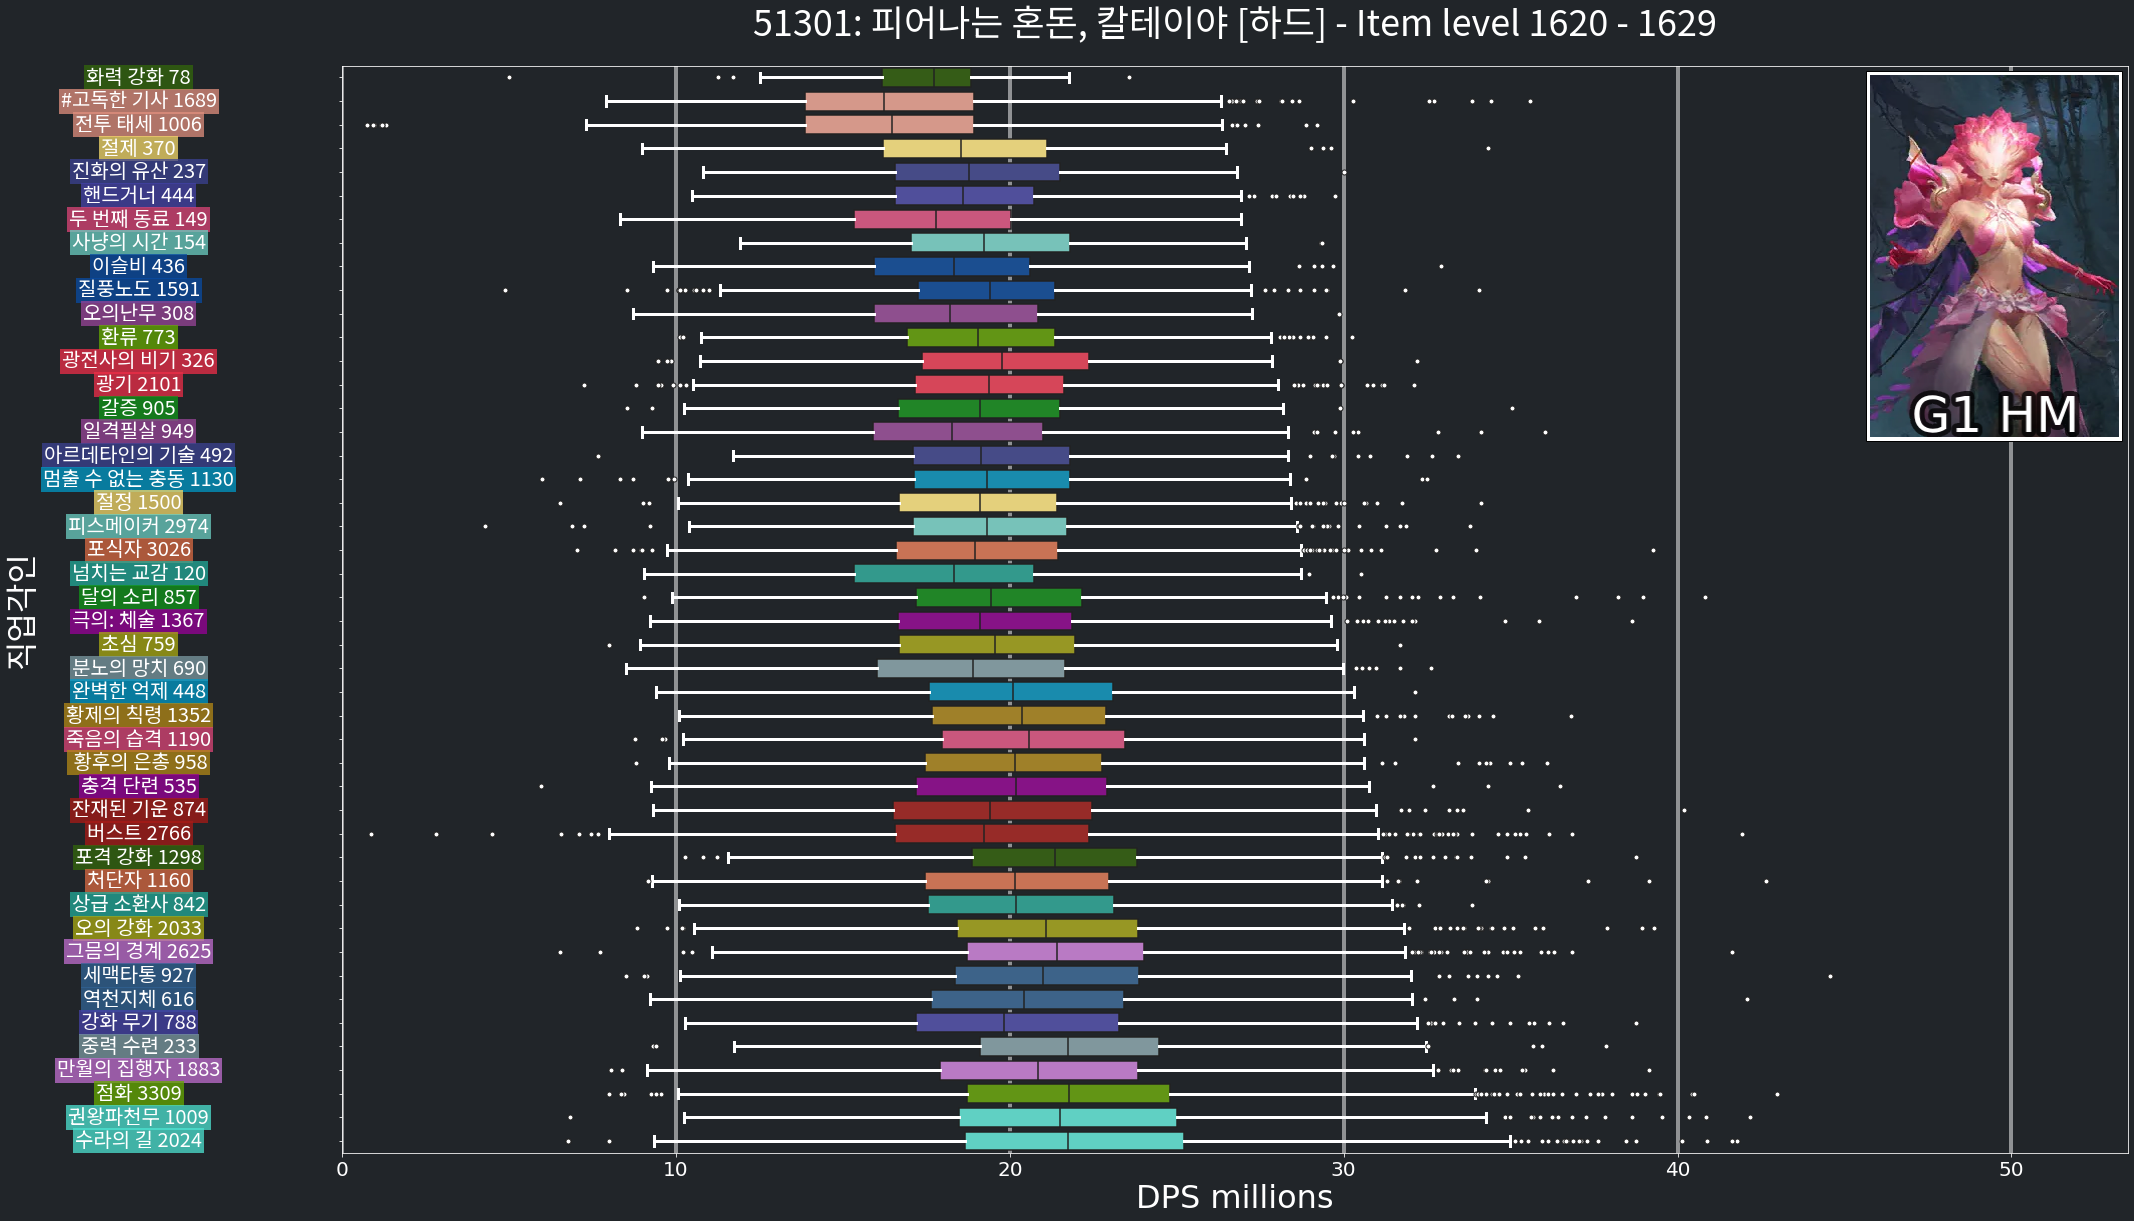 51301: 피어나는 혼돈, 칼테이야 [하드] - Item level 1620 - 1629
화력 강화 78
#고독한 기사 1689
전투 태세 1006
절제 370
진화의 유산 237
핸드거너 444
두 번째 동료 149
사냥의 시간 154
이슬비 436
질풍노도 1591
오의난무 308
환류 773
광전사의 비기 326
광기 2101
갈증 905
일격필살 949
아르데타인의 기술 492
멈출 수 없는 충동 1130
절정 1500
피스메이커 2974
포식자 3026
넘치는 교감 120
달의 소리 857
극의: 체술 1367
초심 759
분노의 망치 690
완벽한 억제 448
황제의 칙령 1352
죽음의 습격 1190
황후의 은총 958
충격 단련 535
잔재된 기운 874
버스트 2766
포격 강화 1298
처단자 1160
상급 소환사 842
오의 강화 2033
그믐의 경계 2625
세맥타통 927
역천지체 616
강화 무기 788
중력 수련 233
만월의 집행자 1883
점화 3309
권왕파천무 1009
수라의 길 2024
직업각인
G1 HM
0 10 20 30 40 50
DPS millions